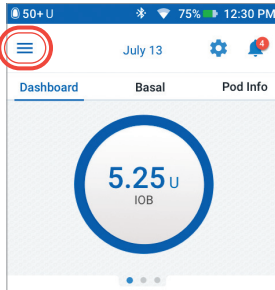 50+ U 75% 12:30 PM
July 13 4
Dashboard Basal Pod Info
5.25 U
IOB